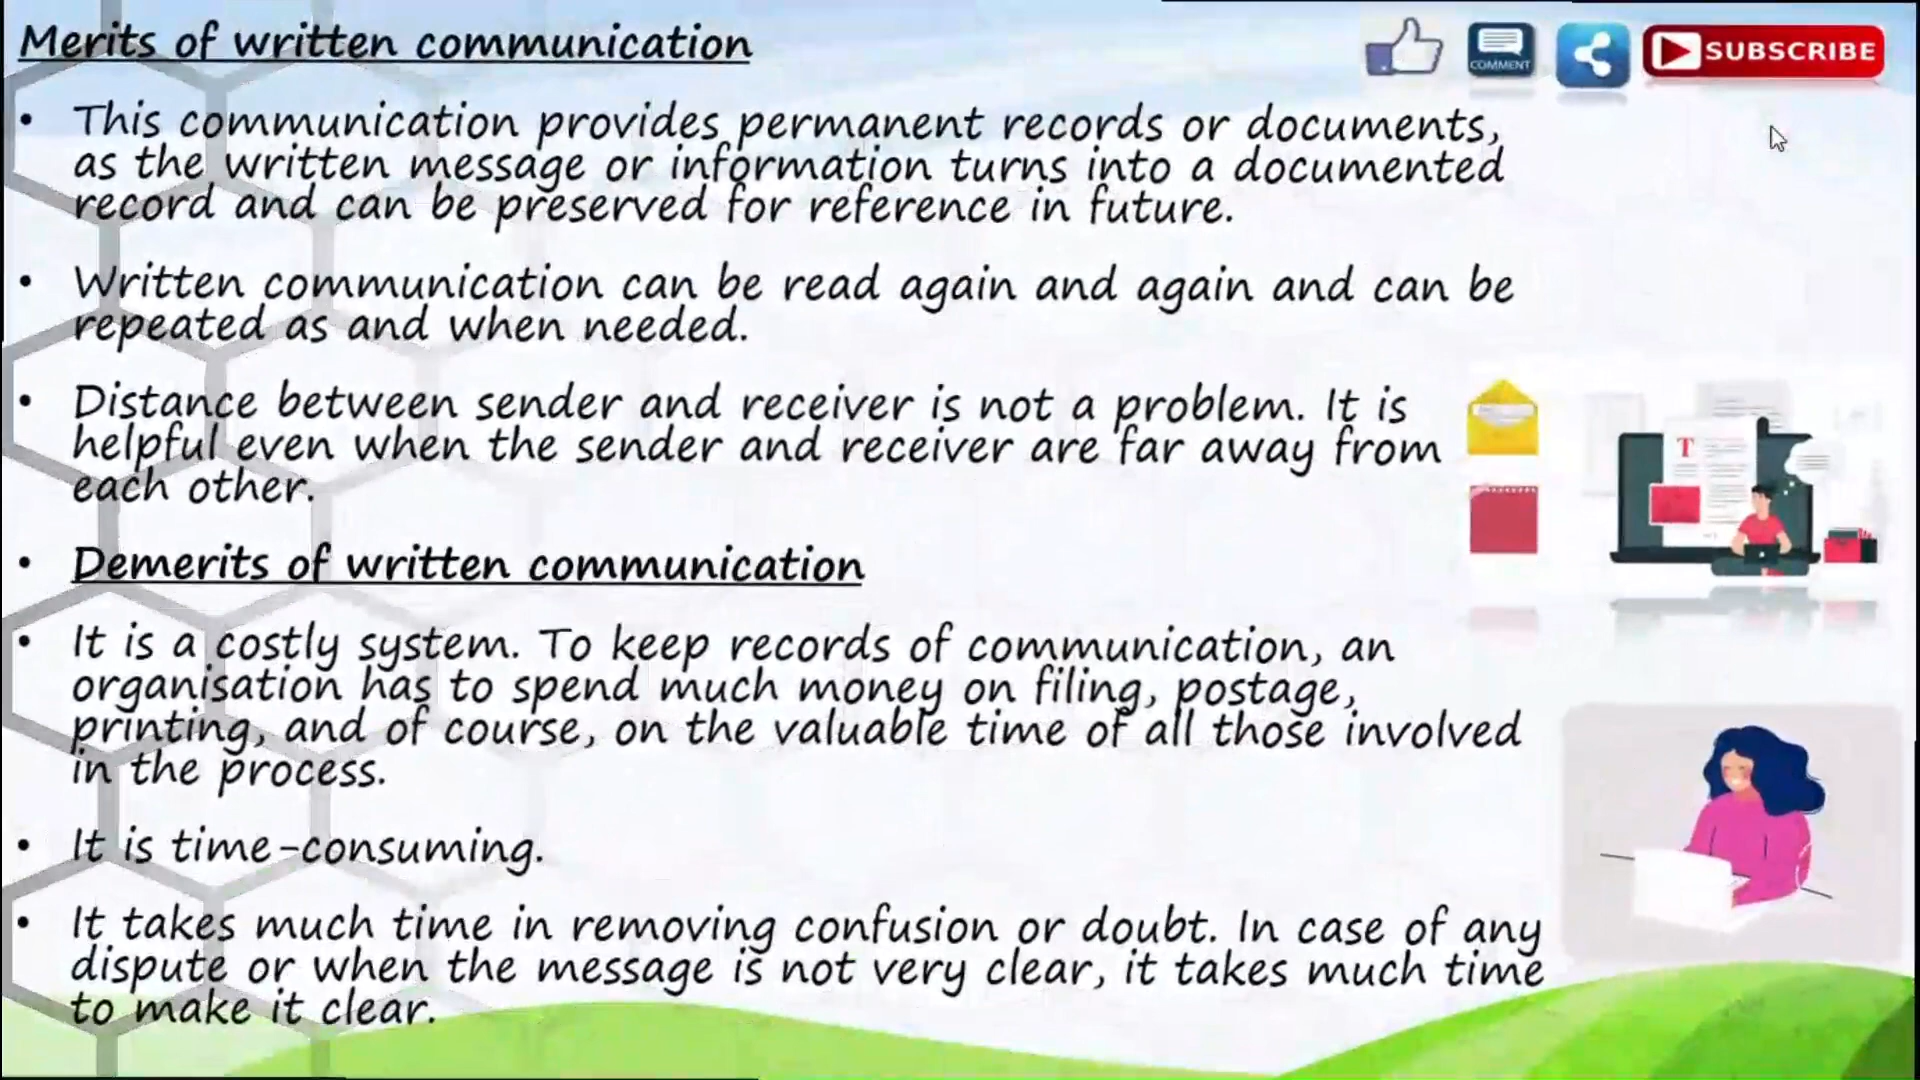 Merits of written communication
COMMENT
SUBSCRIBE
• This communication provides permanent records or documents,
as the written message or information turns into a documented
record and can be preserved for reference in future.
• Written communication can be read again and again and can be
repeated as and when needed.
• Distance between sender and receiver is not a problem. It is
helpful even when the sender and receiver are far away from
each other.
T
• Demerits of written communication
• It is a costly system. To keep records of communication, an
organisation has to spend much money on filing, postage,
printing, and of course, on the valuable time of all those involved
in the process.
• It is time-consuming.
• It takes much time in removing confusion or doubt. In case of any
dispute or when the message is not very clear, it takes much time
to make it clear.